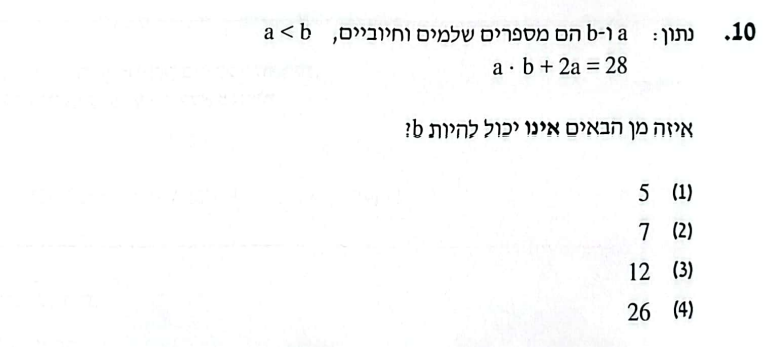 10. נתון: a ו-b הם מספרים שלמים וחיוביים, a < b
a · b + 2a = 28
איזה מן הבאים אינו יכול להיות b?
(1) 5
(2) 7
(3) 12
(4) 26